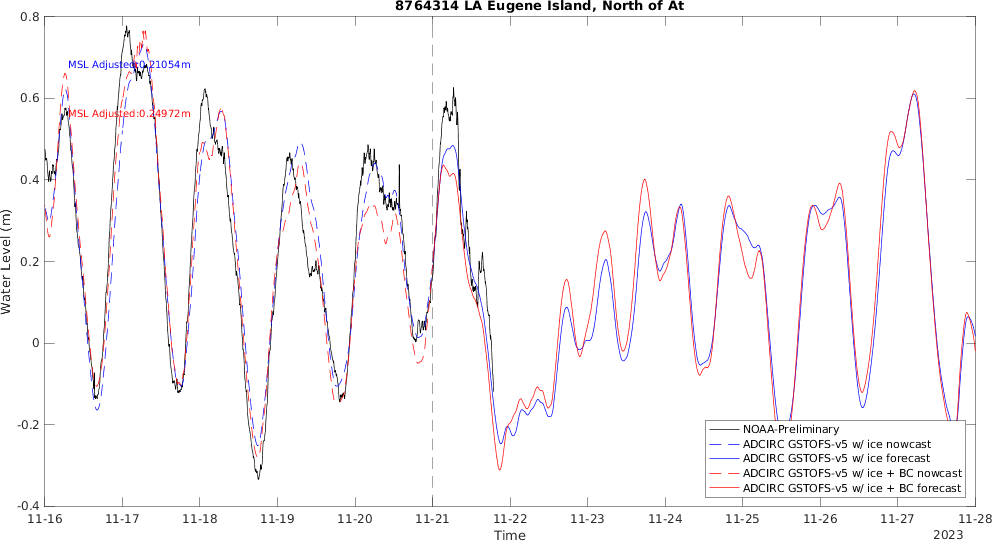 8764314 LA Eugene Island, North of At
0.8
0.6
0.4
0.2
0
-0.2
-0.4
Water Level (m)
MSL Adjusted:0.21054m
MSL Adjusted:0.24972m
NOAA-Preliminary
ADCIRC GSTOFS-v5 w/ ice nowcast
ADCIRC GSTOFS-v5 w/ ice forecast
ADCIRC GSTOFS-v5 w/ ice + BC nowcast
ADCIRC GSTOFS-v5 w/ ice + BC forecast
11-16 11-17 11-18 11-19 11-20 11-21 11-22 11-23 11-24 11-25 11-26 11-27 11-28
Time
2023